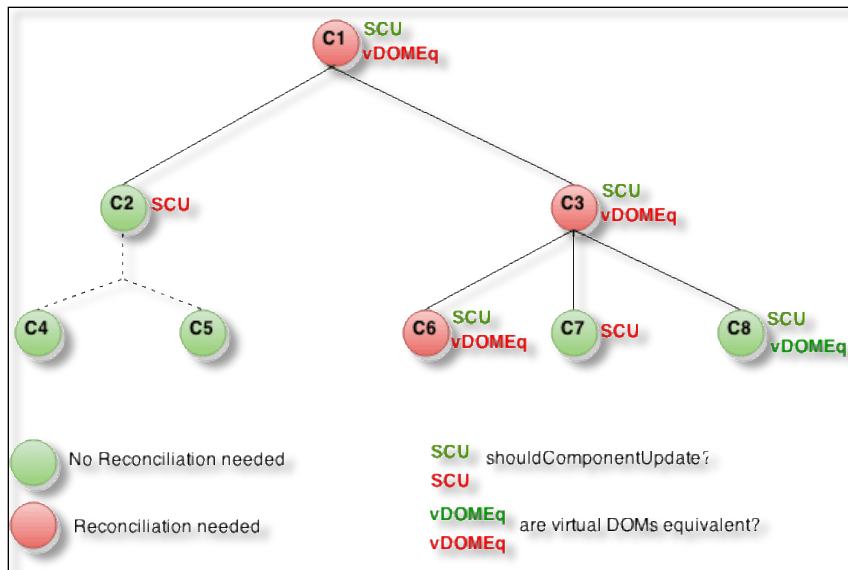 C1 SCU
vDOMEq
C2 SCU
C3 SCU
vDOMEq
C4
C5
C6 SCU
vDOMEq
C7 SCU
C8 SCU
vDOMEq
No Reconciliation needed
Reconciliation needed
SCU shouldComponentUpdate?
SCU
vDOMEq are virtual DOMs equivalent?
vDOMEq